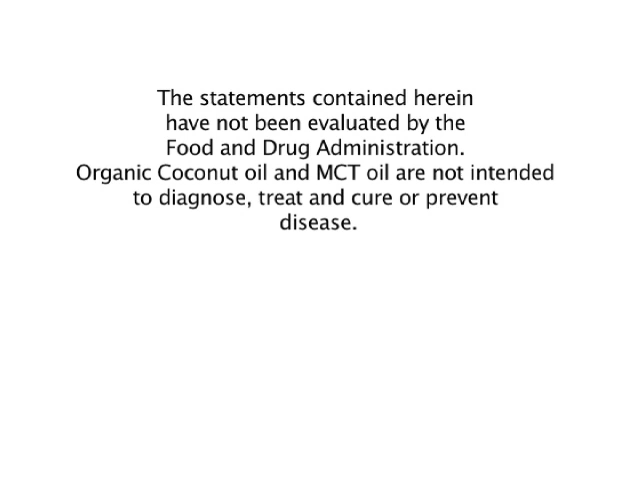 The statements contained herein
have not been evaluated by the
Food and Drug Administration.
Organic Coconut oil and MCT oil are not intended
to diagnose, treat and cure or prevent
disease.